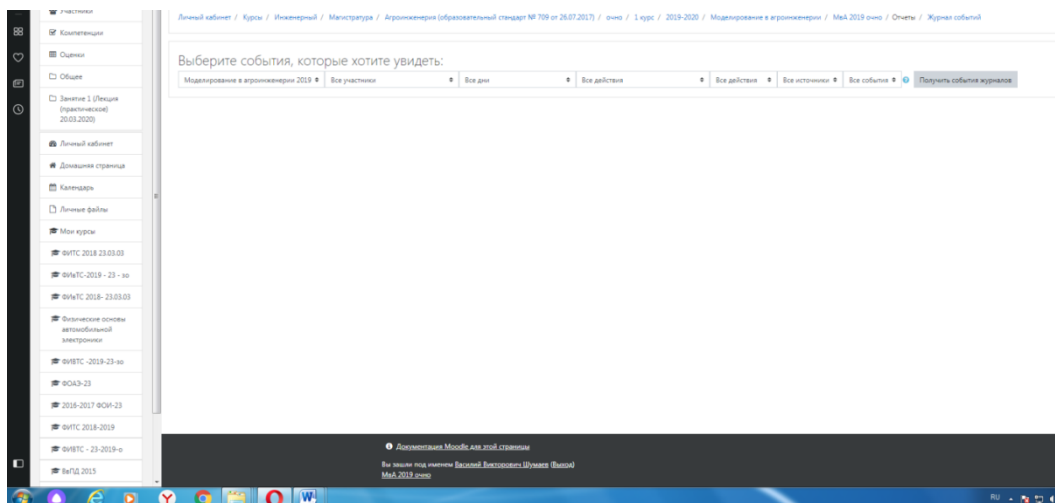 Участники
Компетенции
Оценки
Общее
Занятие 1 (Лекция
(практическое)
20.03.2020)
Личный кабинет
Домашняя страница
Календарь
Личные файлы
Мои курсы
ФИТС 2018 23.03.03
ФИвТС-2019 - 23 - зо
ФИвТС 2018- 23.03.03
Физические основы
автомобильной
электроники
ФИВТС -2019-23-зо
ФОАЭ-23
2016-2017 ФОИ-23
ФИТС 2018-2019
ФИВТС - 23-2019-о
ВвПД 2015
Личный кабинет / Курсы / Инженерный / Магистратура / Агроинженерия (образовательный стандарт № 709 от 26.07.2017) / очно / 1 курс / 2019-2020 / Моделирование в агроинженерии / МвА 2019 очно / Отчеты / Журнал событий
Выберите события, которые хотите увидеть:
Моделирование в агроинженерии 2019 Все участники Все дни Все действия Все действия Все источники Все события Получить события журналов
Документация Moodle для этой страницы
Вы зашли под именем Василий Викторович Шумаев (Выход)
МвА 2019 очно
RU